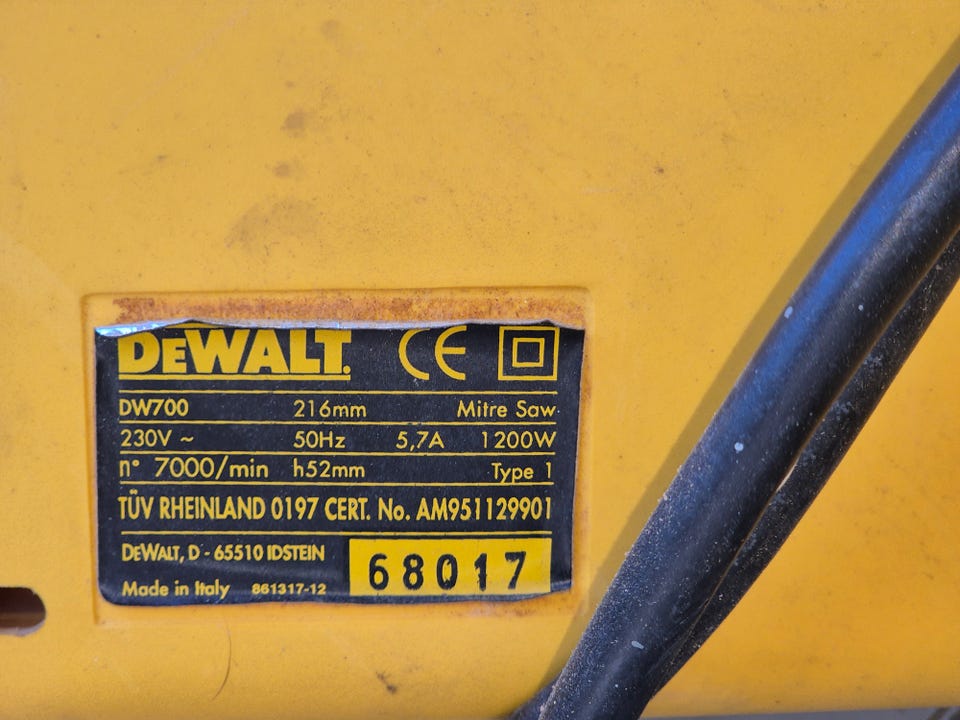 DEWALT. CE
DW700 216mm Mitre Saw
230V ~ 50Hz 5,7A 1200W
n° 7000/min h52mm Type 1
TÜV RHEINLAND 0197 CERT. No. AM951129901
DEWALT, D - 65510 IDSTEIN
68017
Made in Italy 861317-12